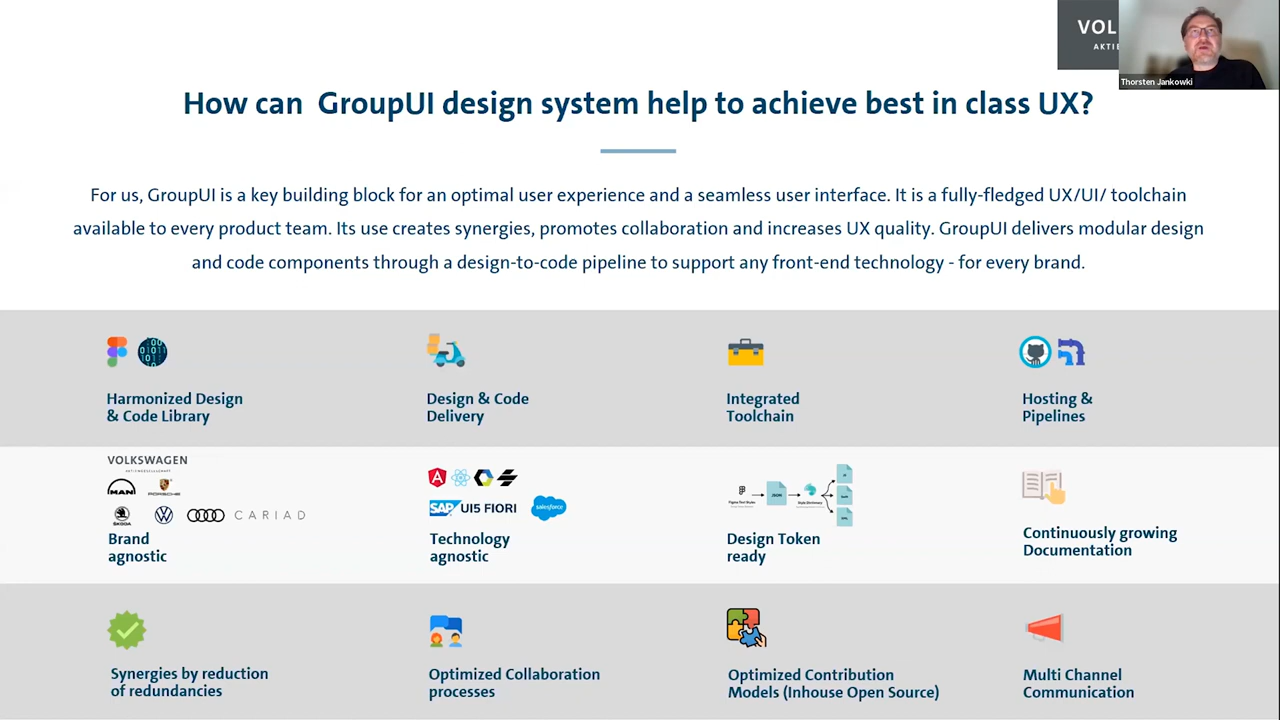 VOL
AKTIE
Thorsten Jankowki
How can GroupUI design system help to achieve best in class UX?
For us, GroupUI is a key building block for an optimal user experience and a seamless user interface. It is a fully-fledged UX/UI/ toolchain
available to every product team. Its use creates synergies, promotes collaboration and increases UX quality. GroupUI delivers modular design
and code components through a design-to-code pipeline to support any front-end technology - for every brand.
Harmonized Design
& Code Library
Design & Code
Delivery
Integrated
Toolchain
Hosting &
Pipelines
VOLKSWAGEN
AKTIENGESELLSCHAFT
MAN
PORSCHE
ŠKODA
CARIAD
Brand
agnostic
SAP UI5 FIORI
salesforce
Technology
agnostic
JSON
Design Token
ready
Continuously growing
Documentation
Synergies by reduction
of redundancies
Optimized Collaboration
processes
Optimized Contribution
Models (Inhouse Open Source)
Multi Channel
Communication